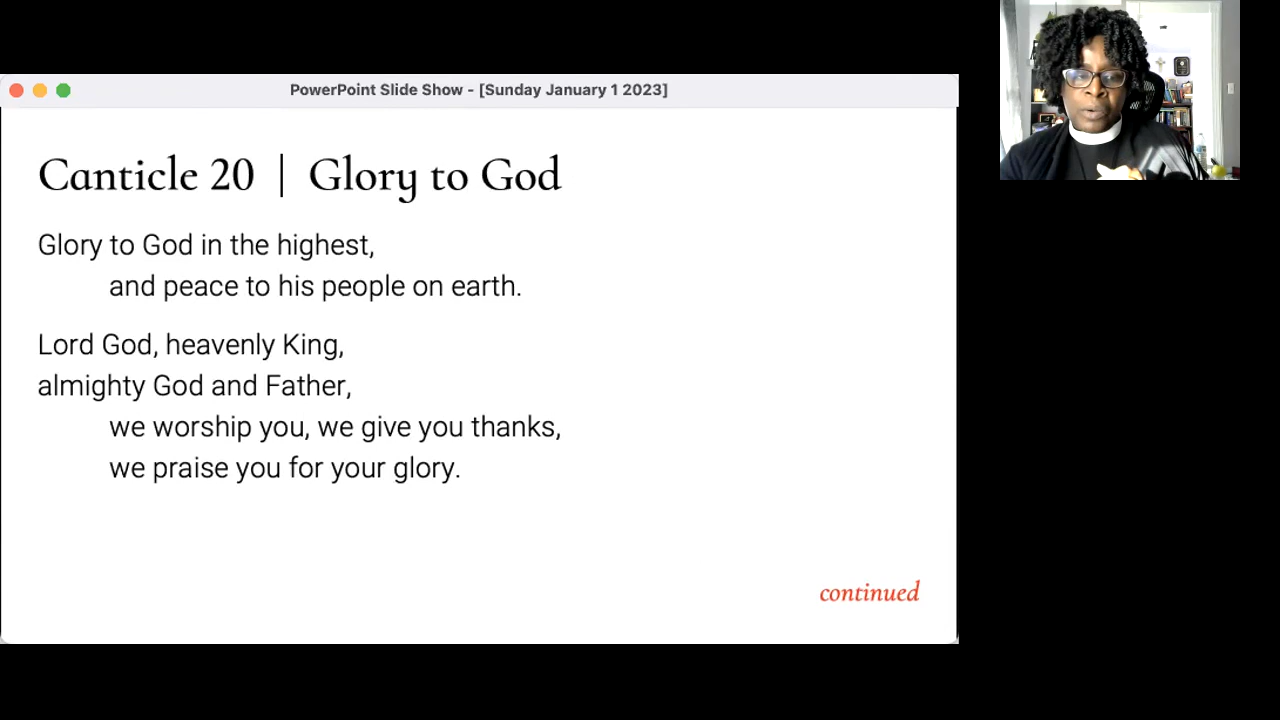 PowerPoint Slide Show - [Sunday January 1 2023]
Canticle 20 | Glory to God
Glory to God in the highest,
and peace to his people on earth.
Lord God, heavenly King,
almighty God and Father,
we worship you, we give you thanks,
we praise you for your glory.
continued